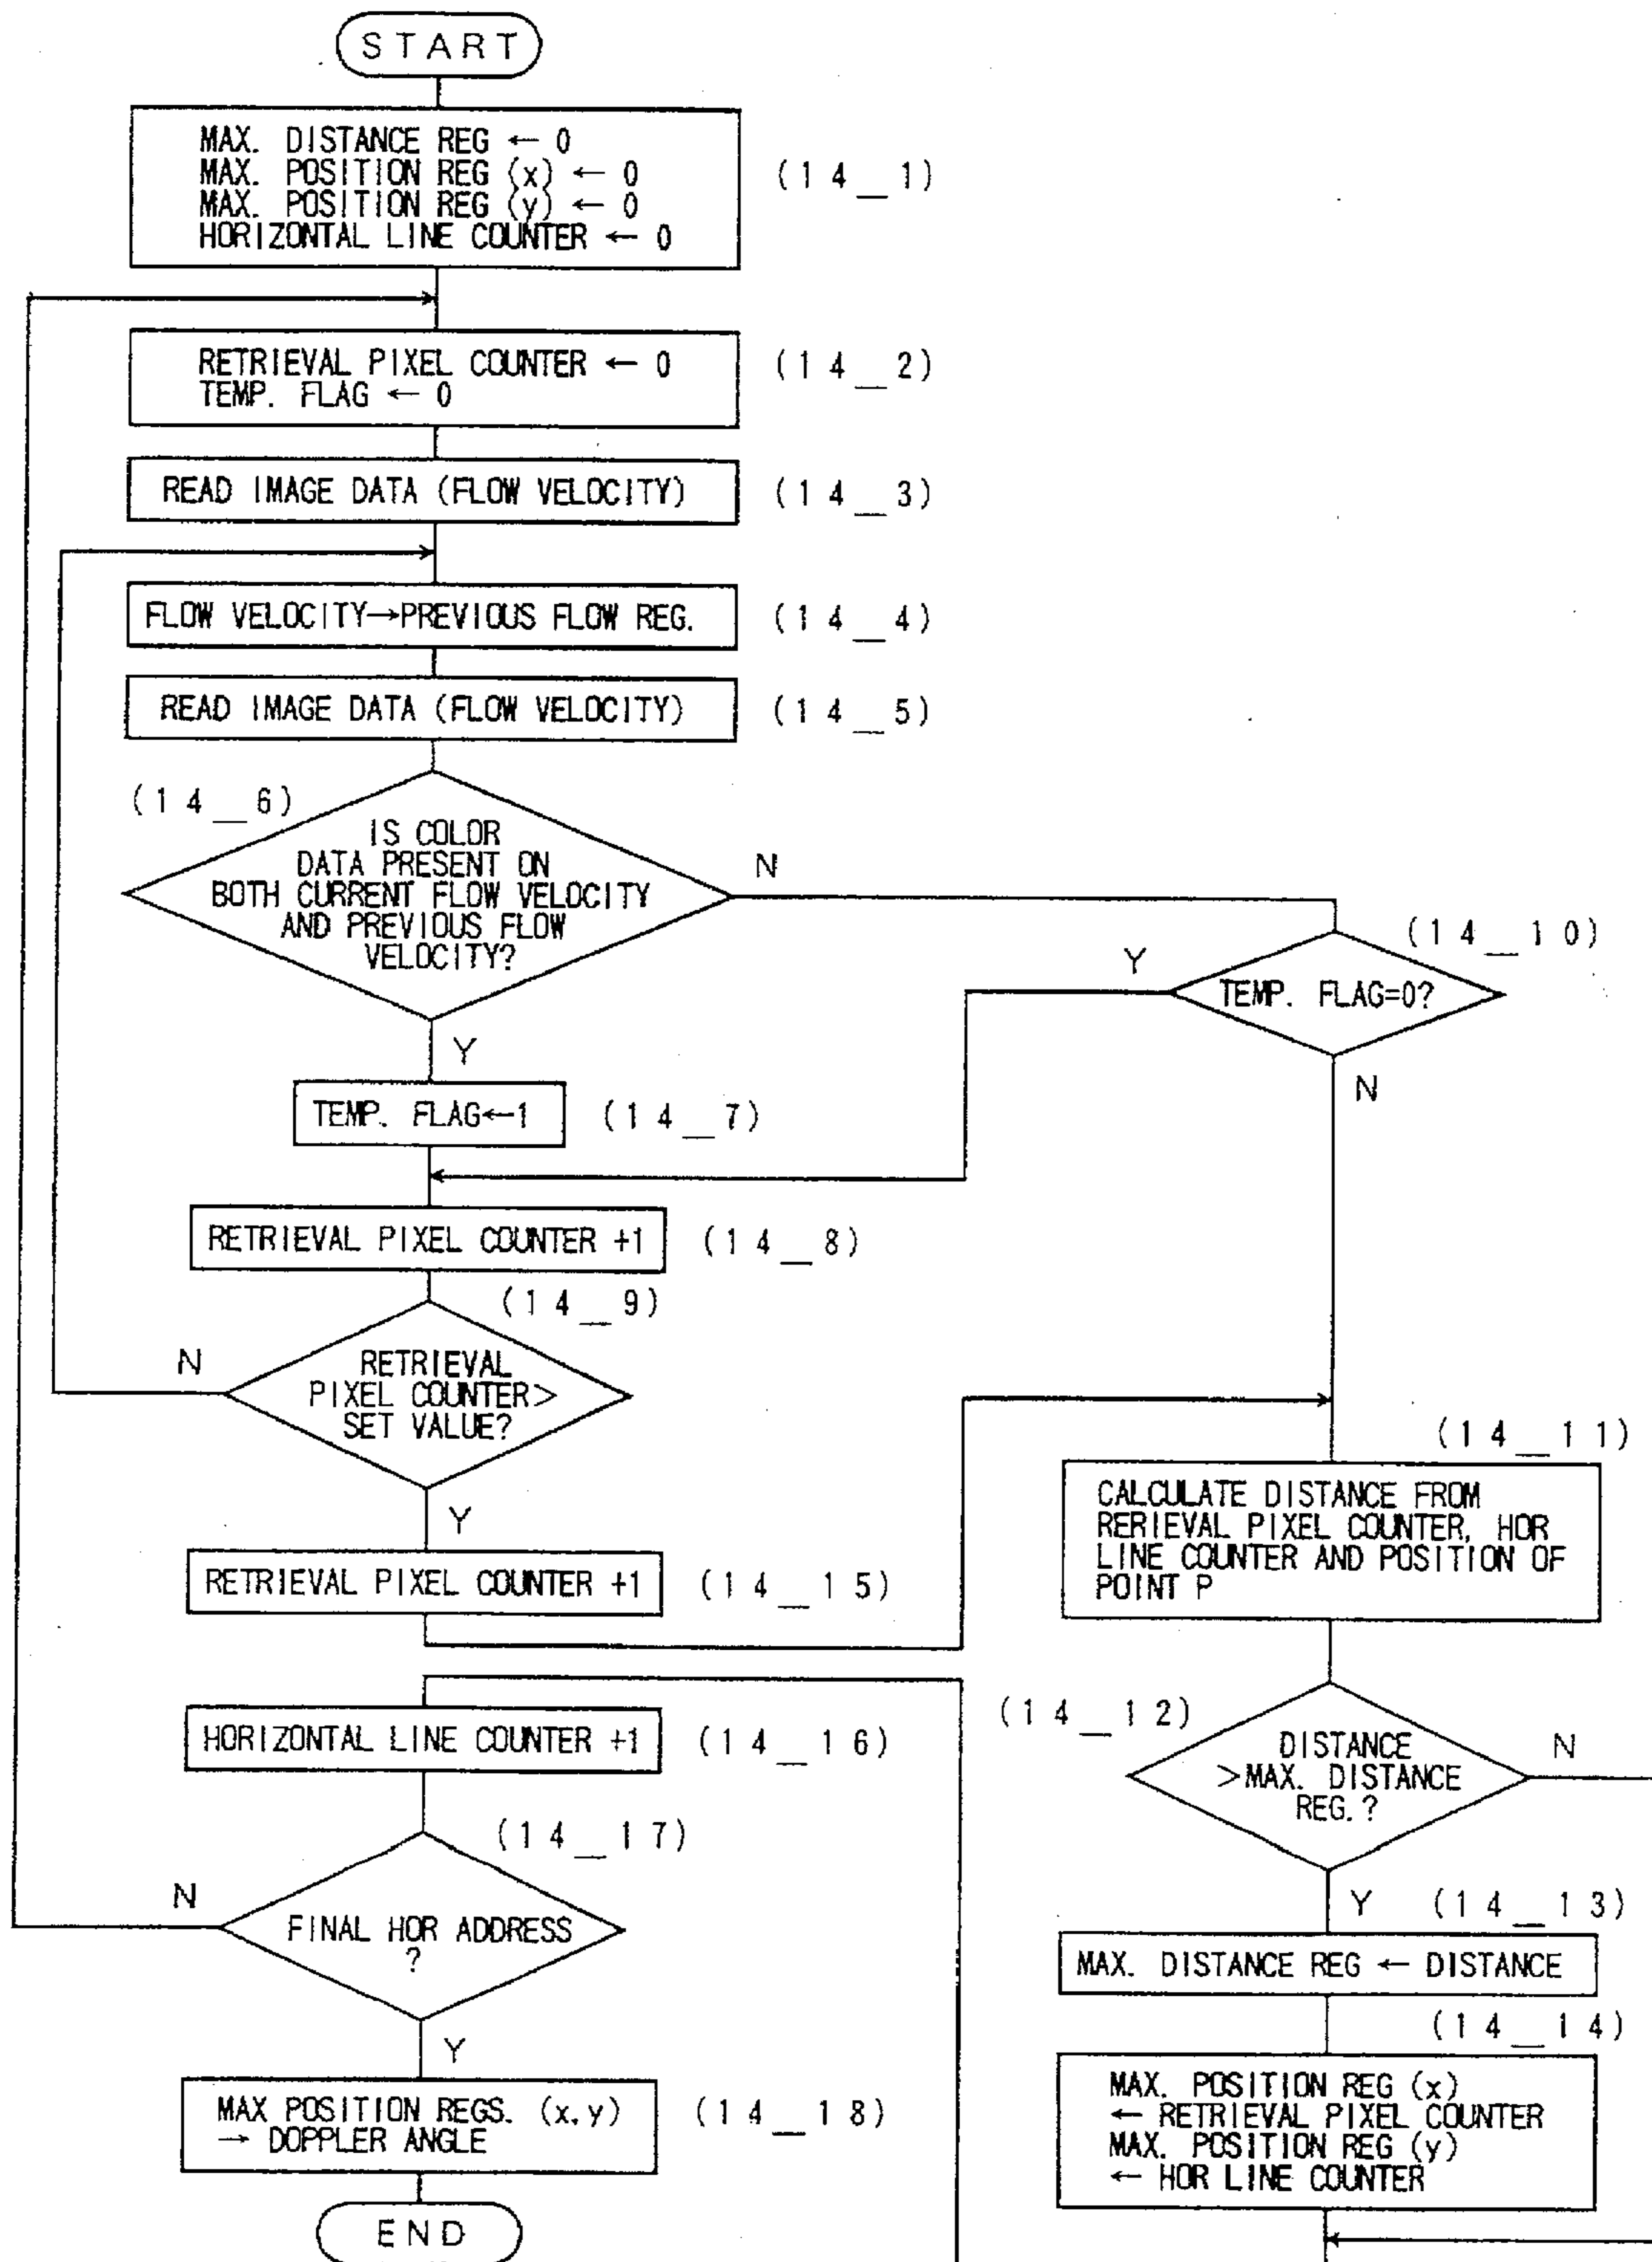 START
MAX. DISTANCE REG ← 0
MAX. POSITION REG (x) ← 0
MAX. POSITION REG (y) ← 0
HORIZONTAL LINE COUNTER ← 0
(14_1)
RETRIEVAL PIXEL COUNTER ← 0
TEMP. FLAG ← 0
(14_2)
READ IMAGE DATA (FLOW VELOCITY)
(14_3)
FLOW VELOCITY→PREVIOUS FLOW REG.
(14_4)
READ IMAGE DATA (FLOW VELOCITY)
(14_5)
(14_6)
IS COLOR
DATA PRESENT ON
BOTH CURRENT FLOW VELOCITY
AND PREVIOUS FLOW
VELOCITY?
N
Y
(14_10)
TEMP. FLAG=0?
Y
N
TEMP. FLAG←1
(14_7)
RETRIEVAL PIXEL COUNTER +1
(14_8)
(14_9)
RETRIEVAL
PIXEL COUNTER>
SET VALUE?
N
Y
RETRIEVAL PIXEL COUNTER +1
(14_15)
(14_11)
CALCULATE DISTANCE FROM
RERIEVAL PIXEL COUNTER, HOR
LINE COUNTER AND POSITION OF
POINT P
(14_12)
DISTANCE
>MAX. DISTANCE
REG.?
N
Y
(14_13)
MAX. DISTANCE REG ← DISTANCE
(14_14)
MAX. POSITION REG (x)
← RETRIEVAL PIXEL COUNTER
MAX. POSITION REG (y)
← HOR LINE COUNTER
HORIZONTAL LINE COUNTER +1
(14_16)
(14_17)
FINAL HOR ADDRESS
?
N
Y
MAX POSITION REGS. (x,y)
→ DOPPLER ANGLE
(14_18)
END